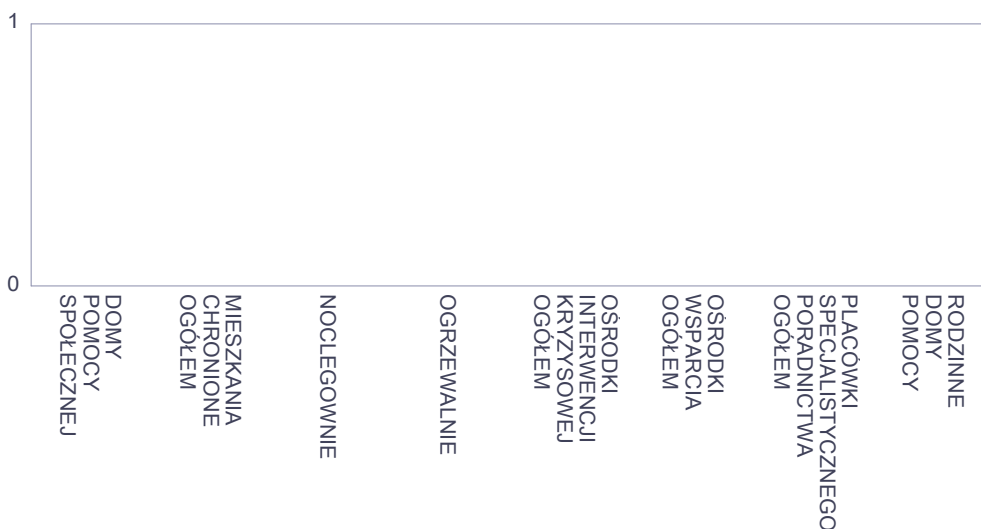 1
0
DOMY
POMOCY
SPOŁECZNEJ
MIESZKANIA
CHRONIONE
OGÓŁEM
NOCLEGOWNIE
OGRZEWALNIE
OŚRODKI
INTERWENCJI
KRYZYSOWEJ
OGÓŁEM
OŚRODKI
WSPARCIA
OGÓŁEM
PLACÓWKI
SPECJALISTYCZNEGO
PORADNICTWA
OGÓŁEM
RODZINNE
DOMY
POMOCY